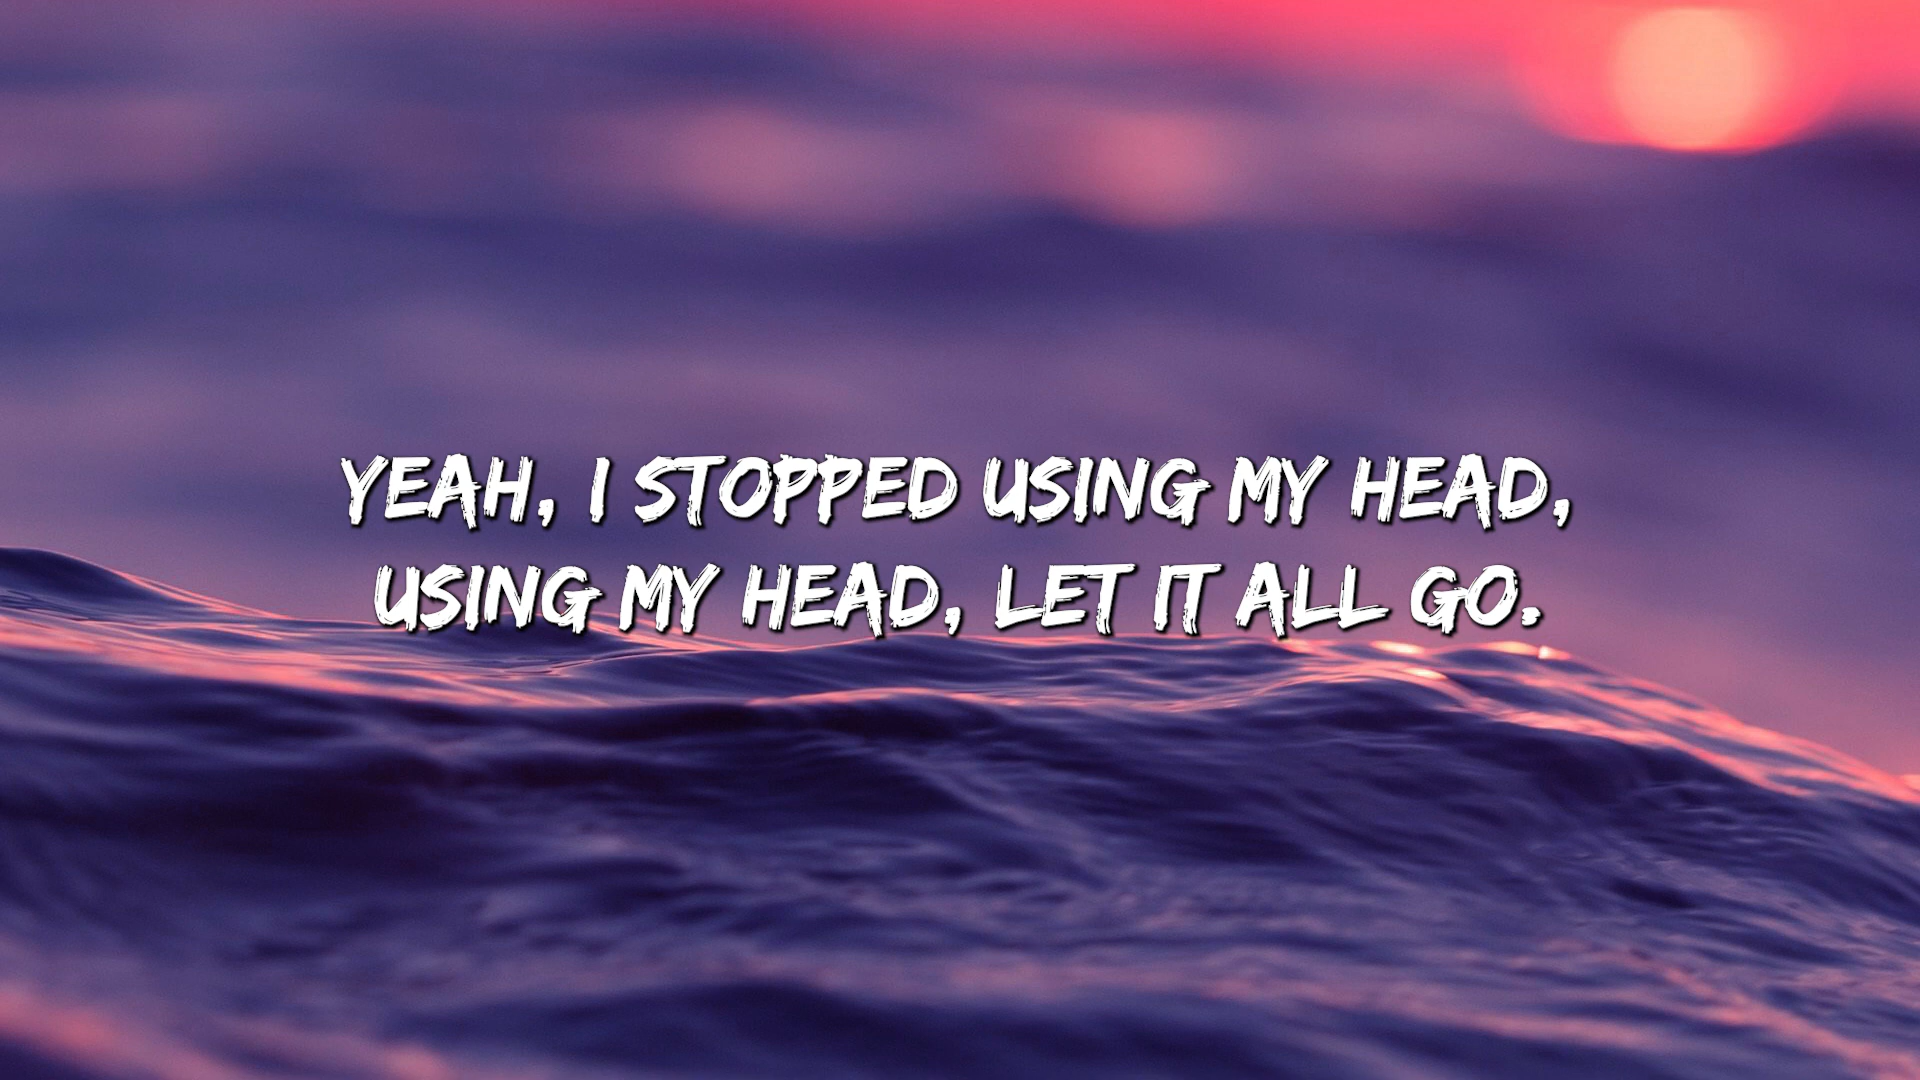 YEAH, I STOPPED USING MY HEAD,
USING MY HEAD, LET IT ALL GO.